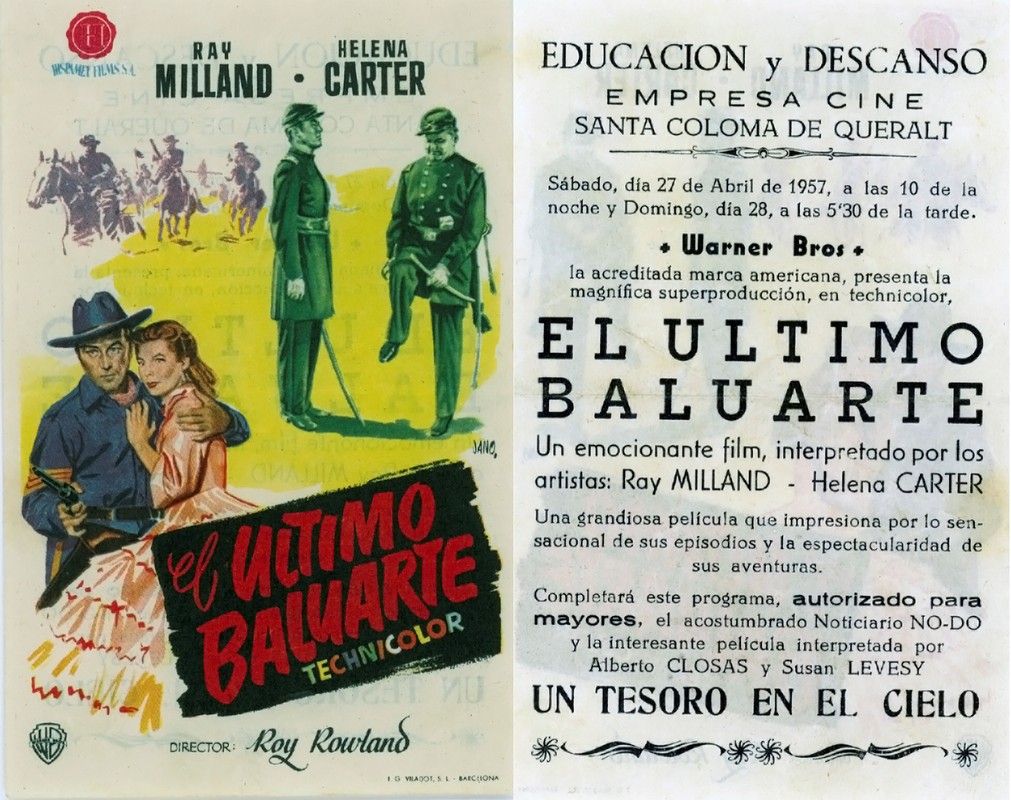 H
HISPAMEX FILMS S.A.
RAY
MILLAND · HELENA
CARTER
JANO.
el ULTIMO
BALUARTE
TECHNICOLOR
WB
DIRECTOR: Roy Rowland
I. G. VILADOT, S. L. - BARCELONA
EDUCACION y DESCANSO
EMPRESA CINE
SANTA COLOMA DE QUERALT
Sábado, día 27 de Abril de 1957, a las 10 de la
noche y Domingo, día 28, a las 5'30 de la tarde.
Warner Bros
la acreditada marca americana, presenta la
magnífica superproducción, en technicolor,
EL ULTIMO
BALUARTE
Un emocionante film, interpretado por los
artistas: Ray MILLAND - Helena CARTER
Una grandiosa película que impresiona por lo sen-
sacional de sus episodios y la espectacularidad de
sus aventuras.
Completará este programa, autorizado para
mayores, el acostumbrado Noticiario NO-DO
y la interesante película interpretada por
Alberto CLOSAS y Susan LEVESY
UN TESORO EN EL CIELO